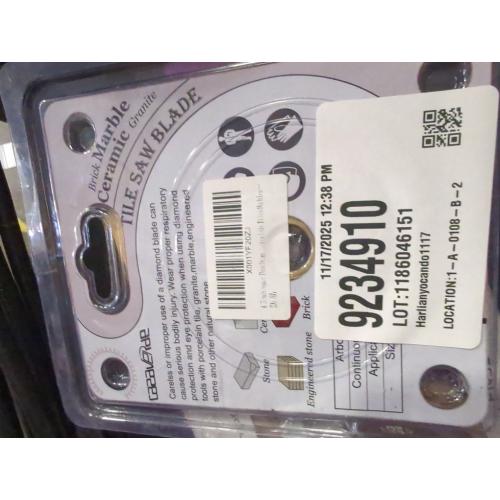 Brick Marble
Ceramic Granite
TILE SAW BLADE
Careless or improper use of a diamond blade can
cause serious bodily injury. Wear proper respiratory
protection and eye protection when using diamond
tools with porcelain tile, granite, marble, engineered
stone and other natural stone.
Stone
Brick
Engineered stone
Continuou
Applica
11/17/2025 12:38 PM
9234910
LOT:1186046151
Harlianyocando1117
LOCATION:1-A-0108-B-2